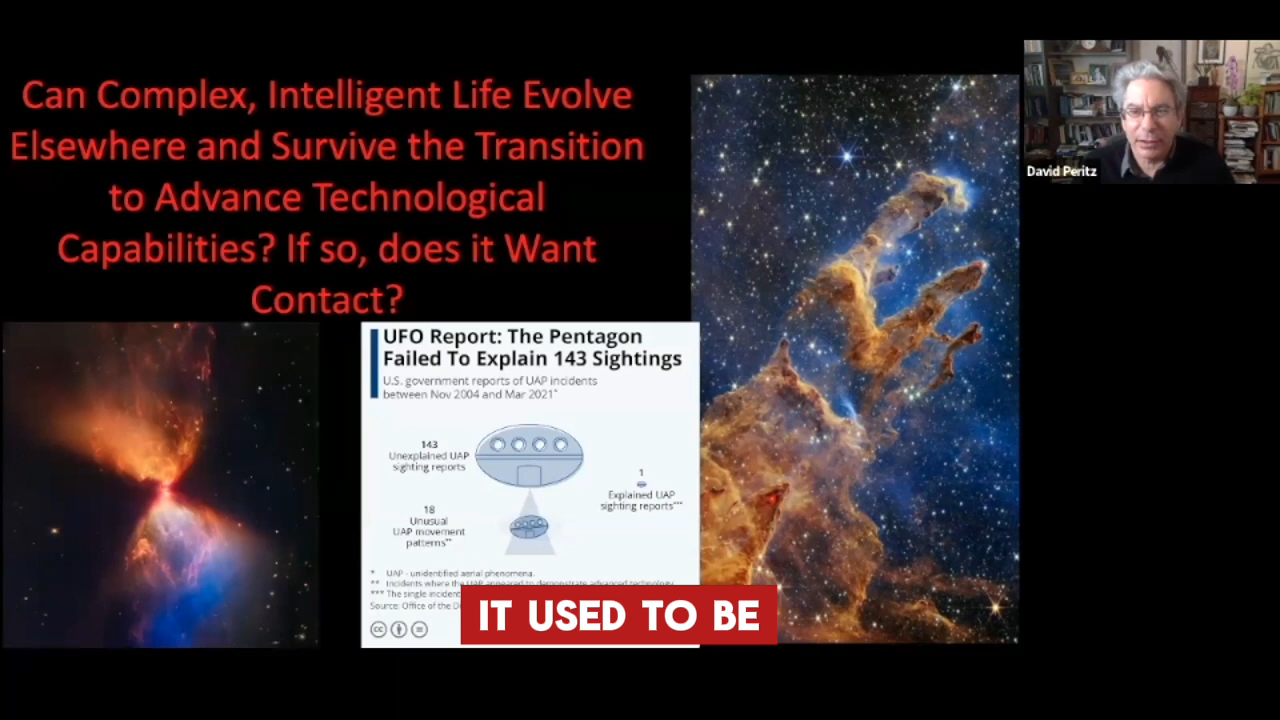 Can Complex, Intelligent Life Evolve
Elsewhere and Survive the Transition
to Advance Technological
Capabilities? If so, does it Want
Contact?
David Peritz
UFO Report: The Pentagon
Failed To Explain 143 Sightings
U.S. government reports of UAP incidents
between Nov 2004 and Mar 2021*
143
Unexplained UAP
sighting reports
1
Explained UAP
sighting reports***
18
Unusual
UAP movement
patterns**
* UAP - unidentified aerial phenomena.
** Incidents where the UAP appeared to demonstrate advanced technology
*** The single incident
Source: Office of the
IT USED TO BE